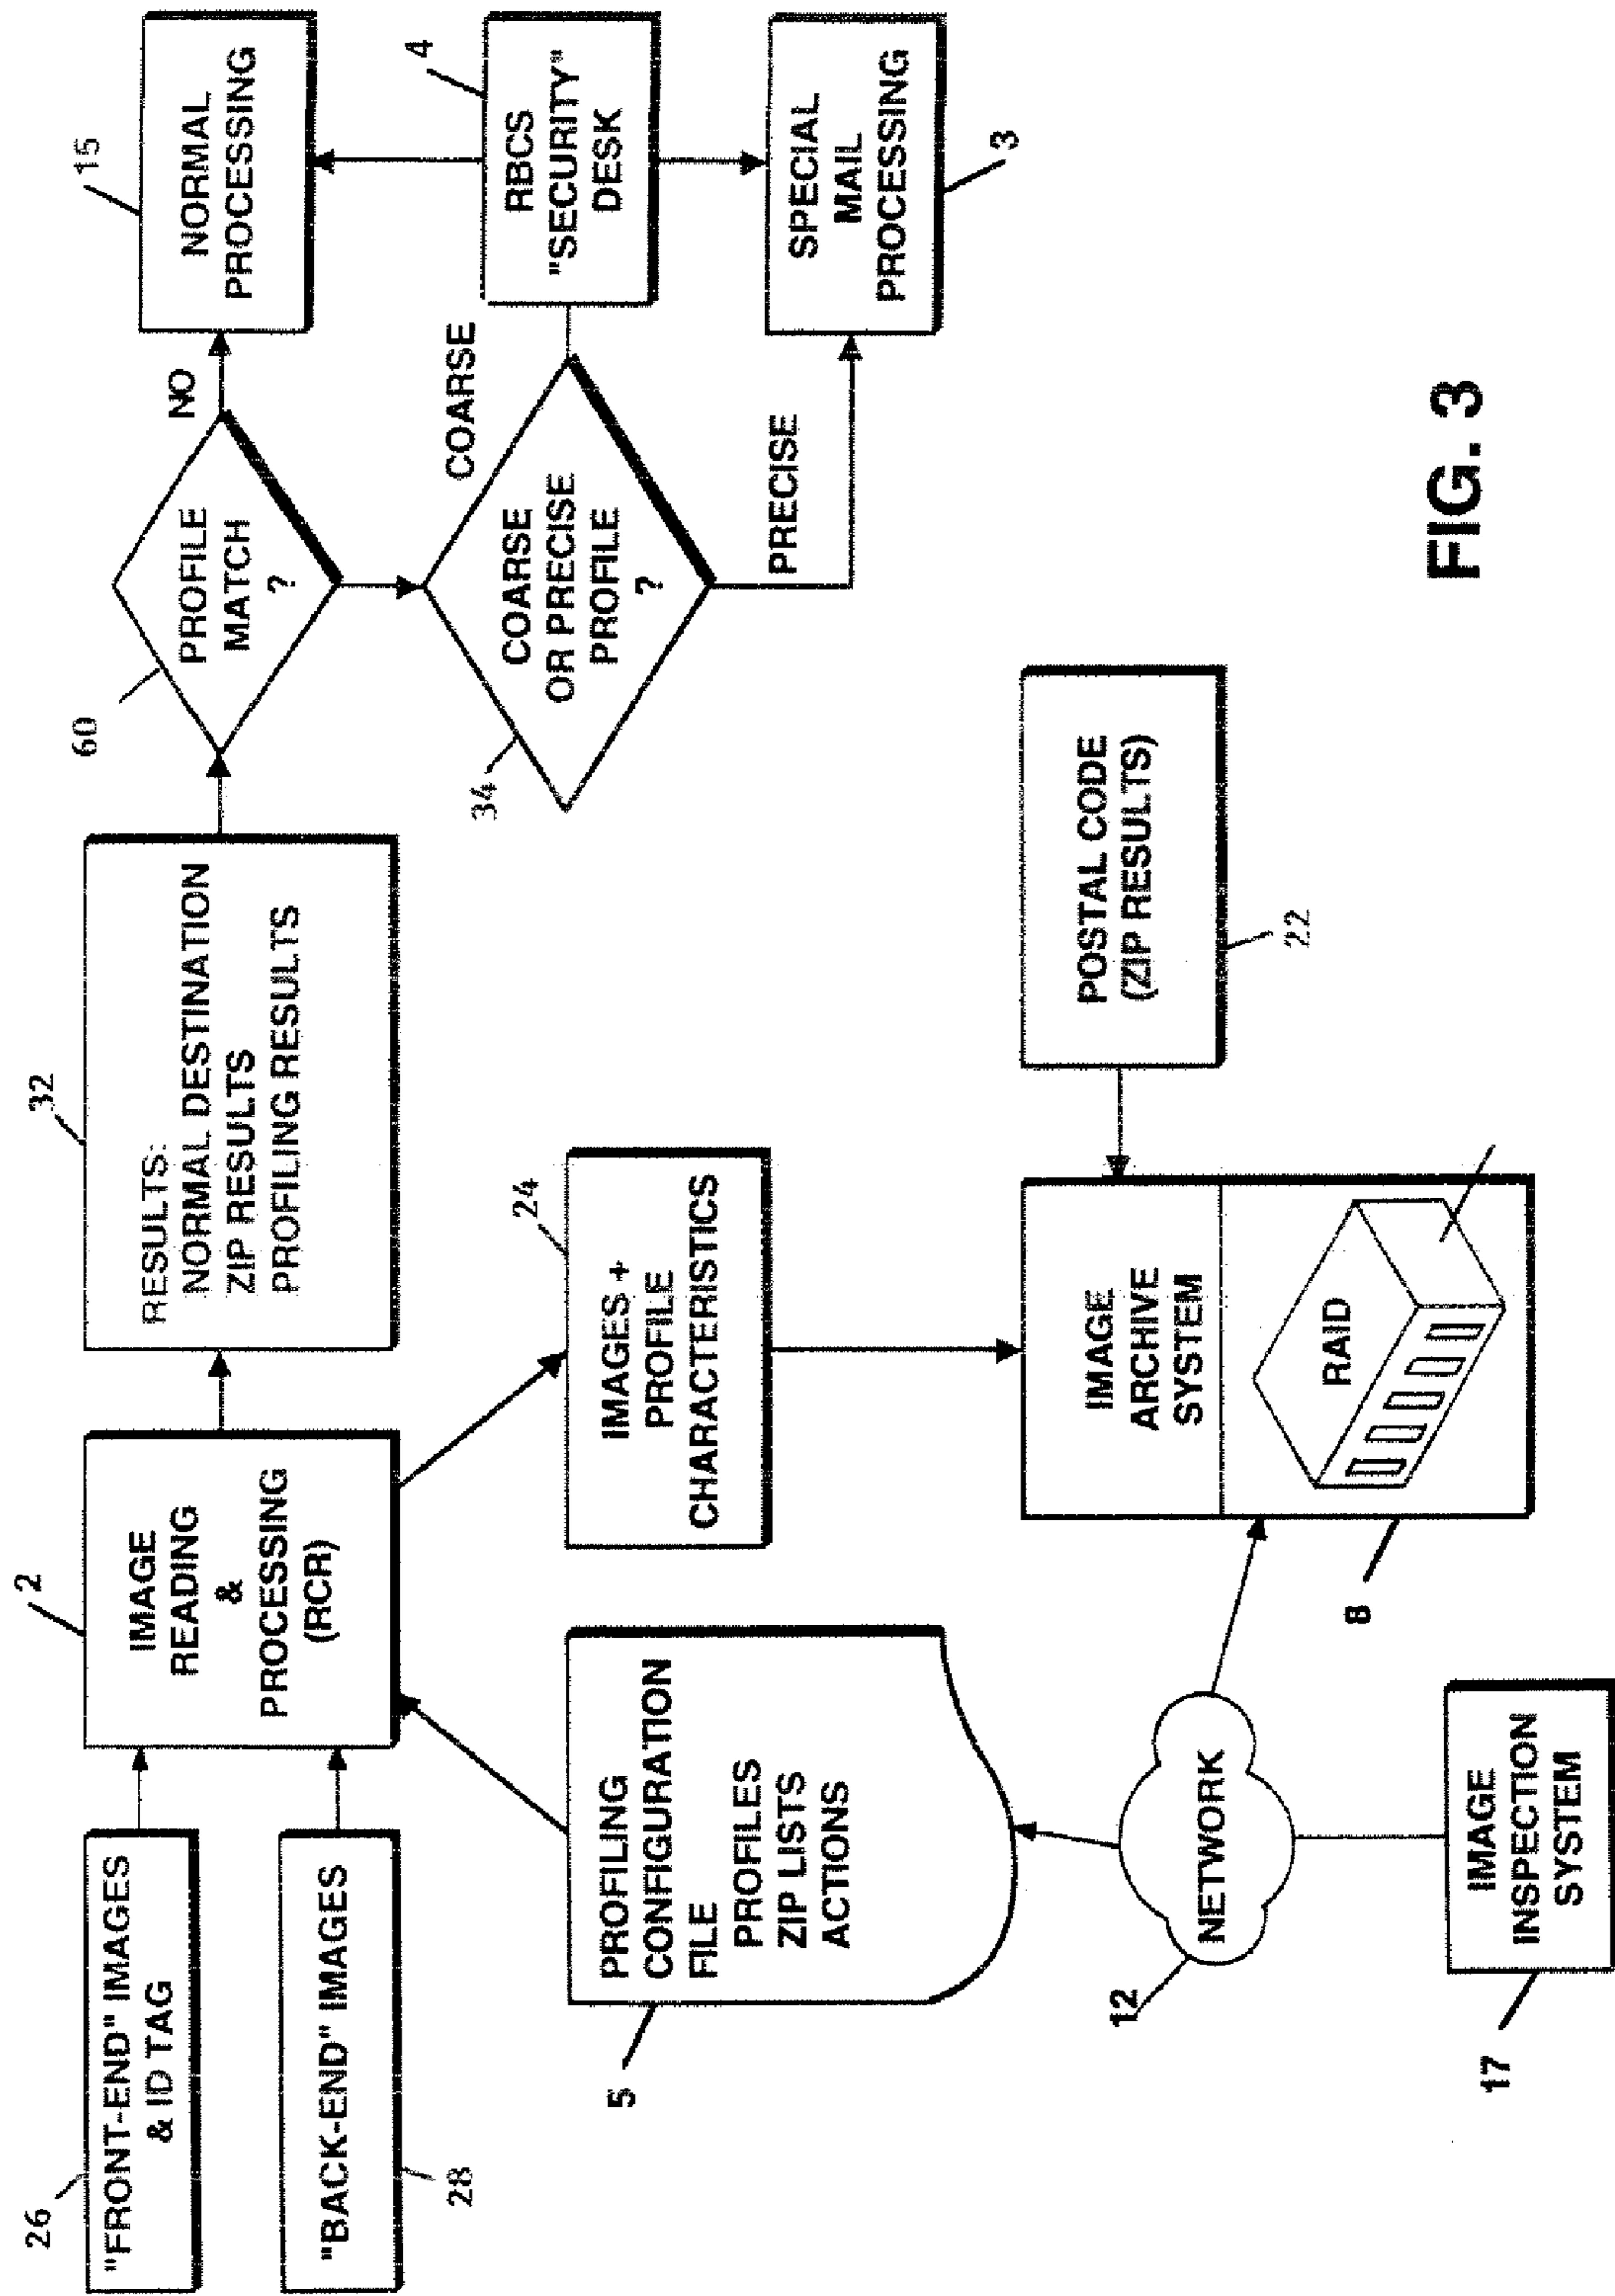 26
"FRONT-END" IMAGES
& ID TAG
"BACK-END" IMAGES
28
2
IMAGE
READING
&
PROCESSING
(RCR)
32
RESULTS:
NORMAL DESTINATION
ZIP RESULTS
PROFILING RESULTS
60
PROFILE
MATCH
?
NO
15
NORMAL
PROCESSING
34
COARSE
OR PRECISE
PROFILE
?
COARSE
PRECISE
4
RBCS
"SECURITY"
DESK
SPECIAL
MAIL
PROCESSING
3
5
PROFILING
CONFIGURATION
FILE PROFILES
ZIP LISTS
ACTIONS
24
IMAGES +
PROFILE
CHARACTERISTICS
IMAGE
ARCHIVE
SYSTEM
RAID
8
POSTAL CODE
(ZIP RESULTS)
22
12
NETWORK
17
IMAGE
INSPECTION
SYSTEM
FIG. 3